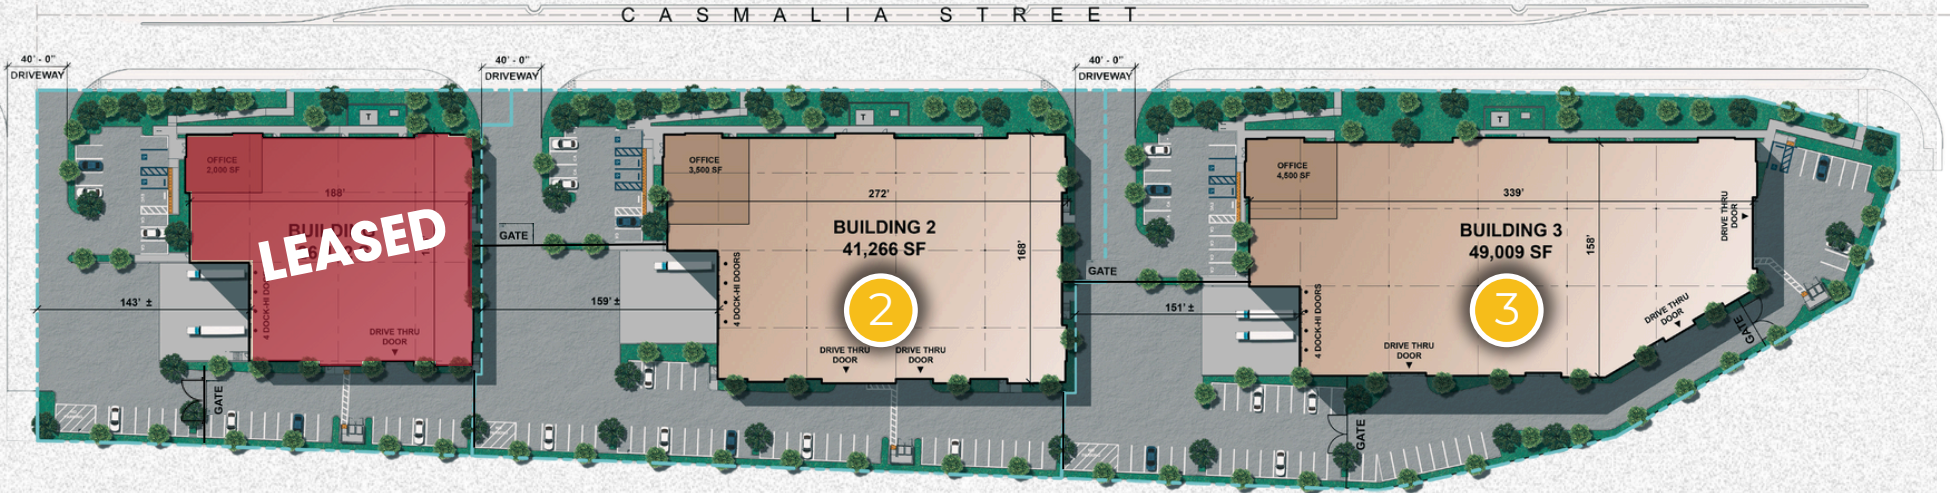 CASMALIA STREET
40' - 0"
DRIVEWAY
40' - 0"
DRIVEWAY
40' - 0"
DRIVEWAY
T
OFFICE
2,000 SF
188'
BUILDING
LEASED
143' ±
4 DOCK-HI DOORS
DRIVE THRU
DOOR
GATE
GATE
T
OFFICE
3,500 SF
272'
BUILDING 2
41,266 SF
168'
2
159' ±
4 DOCK-HI DOORS
DRIVE THRU
DOOR
DRIVE THRU
DOOR
GATE
T
OFFICE
4,500 SF
339'
BUILDING 3
49,009 SF
158'
3
151' ±
4 DOCK-HI DOORS
DRIVE THRU
DOOR
DRIVE THRU
DOOR
DRIVE THRU
DOOR
GATE
GATE